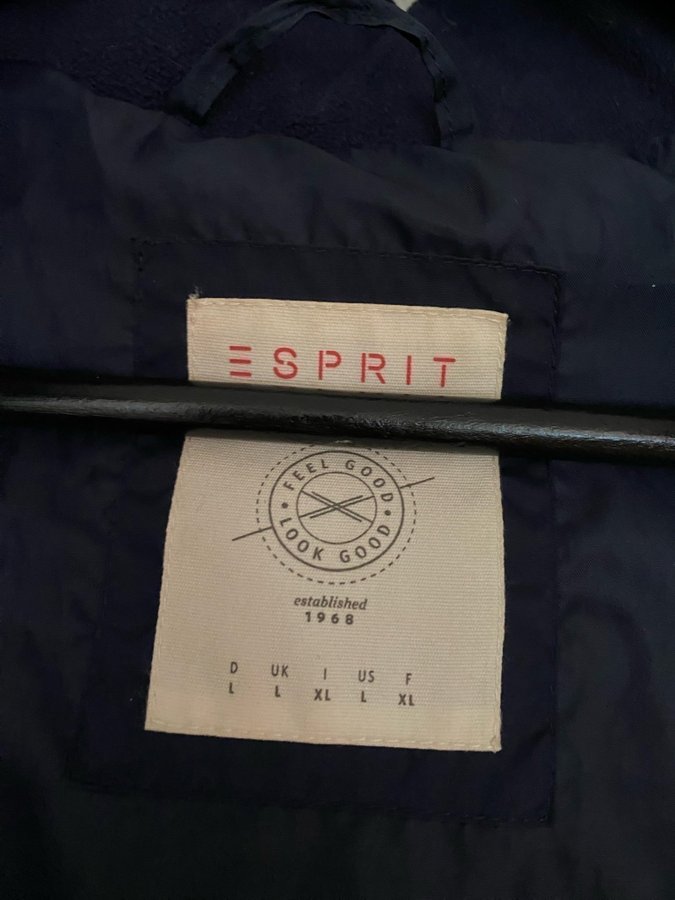 ESPRIT
• FEEL GOOD •
LOOK GOOD
established
1968
D UK I US F
L L XL L XL